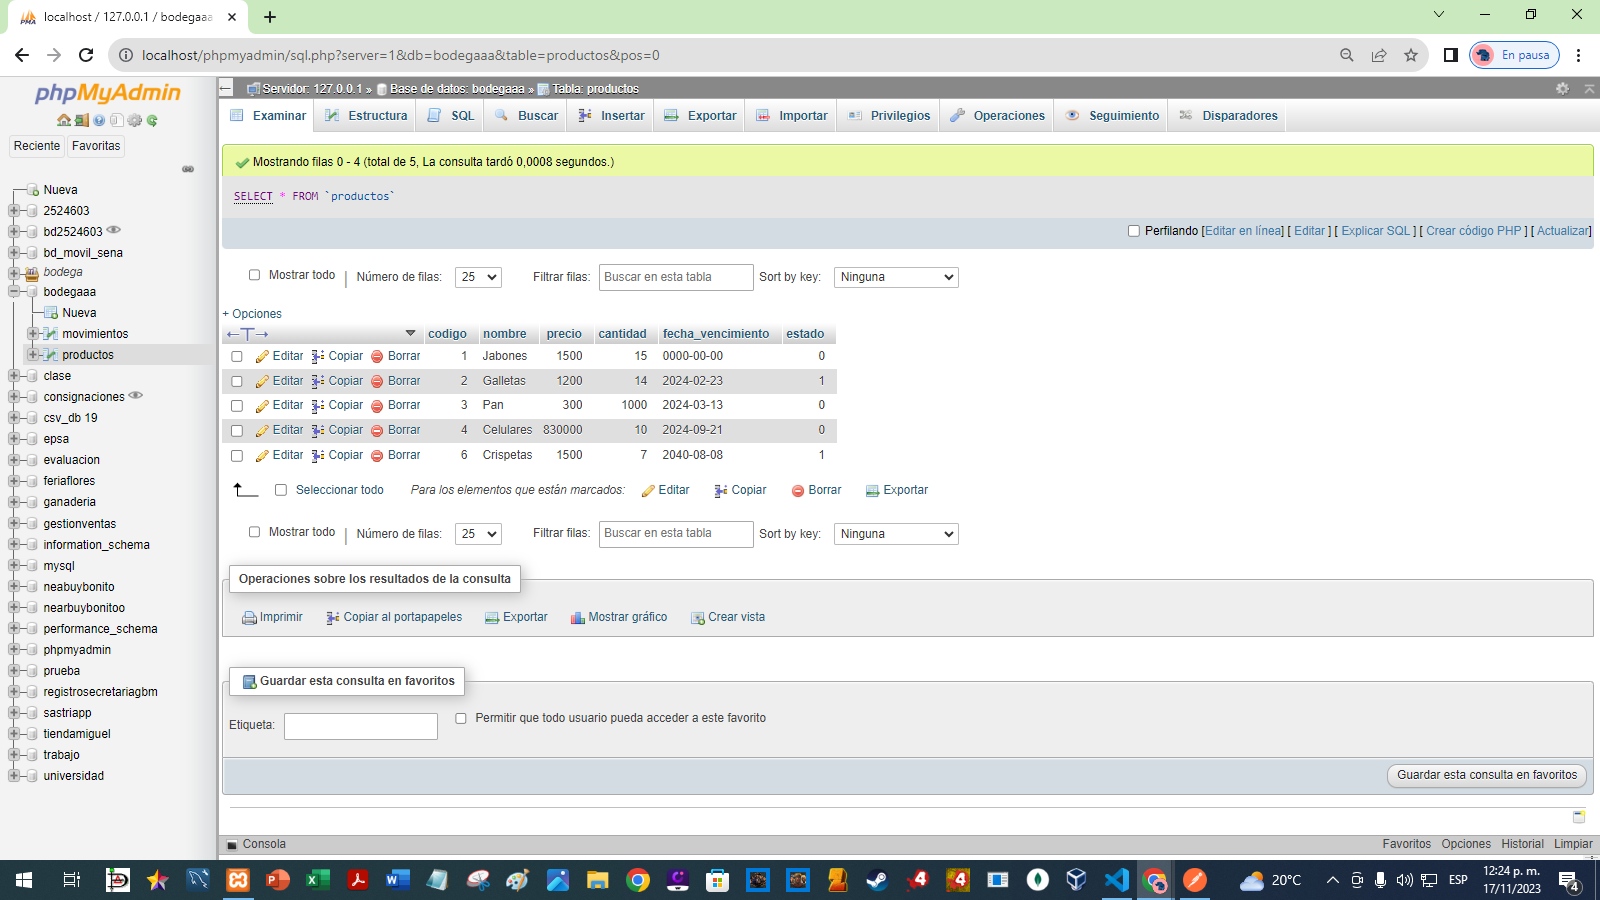 localhost / 127.0.0.1 / bodegaaa
localhost/phpmyadmin/sql.php?server=1&db=bodegaaa&table=productos&pos=0
En pausa
phpMyAdmin
Reciente
Favoritas
Nueva
2524603
bd2524603
bd_movil_sena
bodega
bodegaaa
Nueva
movimientos
productos
clase
consignaciones
csv_db 19
epsa
evaluacion
feriaflores
ganaderia
gestionventas
information_schema
mysql
neabuybonito
nearbuybonitoo
performance_schema
phpmyadmin
prueba
registrosecretariagbm
sastriapp
tiendamiguel
trabajo
universidad
Servidor: 127.0.0.1 » Base de datos: bodegaaa » Tabla: productos
Examinar Estructura SQL Buscar Insertar Exportar Importar Privilegios Operaciones Seguimiento Disparadores
Mostrando filas 0 - 4 (total de 5, La consulta tardó 0,0008 segundos.)
SELECT * FROM `productos`
Perfilando [Editar en línea] [ Editar ] [ Explicar SQL ] [ Crear código PHP ] [ Actualizar]
Mostrar todo | Número de filas: 25 Filtrar filas: Buscar en esta tabla Sort by key: Ninguna
+ Opciones
←T→ codigo nombre precio cantidad fecha_vencimiento estado
Editar Copiar Borrar 1 Jabones 1500 15 0000-00-00 0
Editar Copiar Borrar 2 Galletas 1200 14 2024-02-23 1
Editar Copiar Borrar 3 Pan 300 1000 2024-03-13 0
Editar Copiar Borrar 4 Celulares 830000 10 2024-09-21 0
Editar Copiar Borrar 6 Crispetas 1500 7 2040-08-08 1
Seleccionar todo Para los elementos que están marcados: Editar Copiar Borrar Exportar
Mostrar todo | Número de filas: 25 Filtrar filas: Buscar en esta tabla Sort by key: Ninguna
Operaciones sobre los resultados de la consulta
Imprimir Copiar al portapapeles Exportar Mostrar gráfico Crear vista
Guardar esta consulta en favoritos
Etiqueta: Permitir que todo usuario pueda acceder a este favorito
Guardar esta consulta en favoritos
Consola Favoritos Opciones Historial Limpiar
20°C ESP 12:24 p. m.
17/11/2023
4